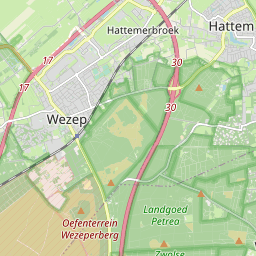 Hattemerbroek
Hattem
17
30
17
30
Wezep
Landgoed
Petrea
Oefenterrein
Wezeperberg
Zwolse